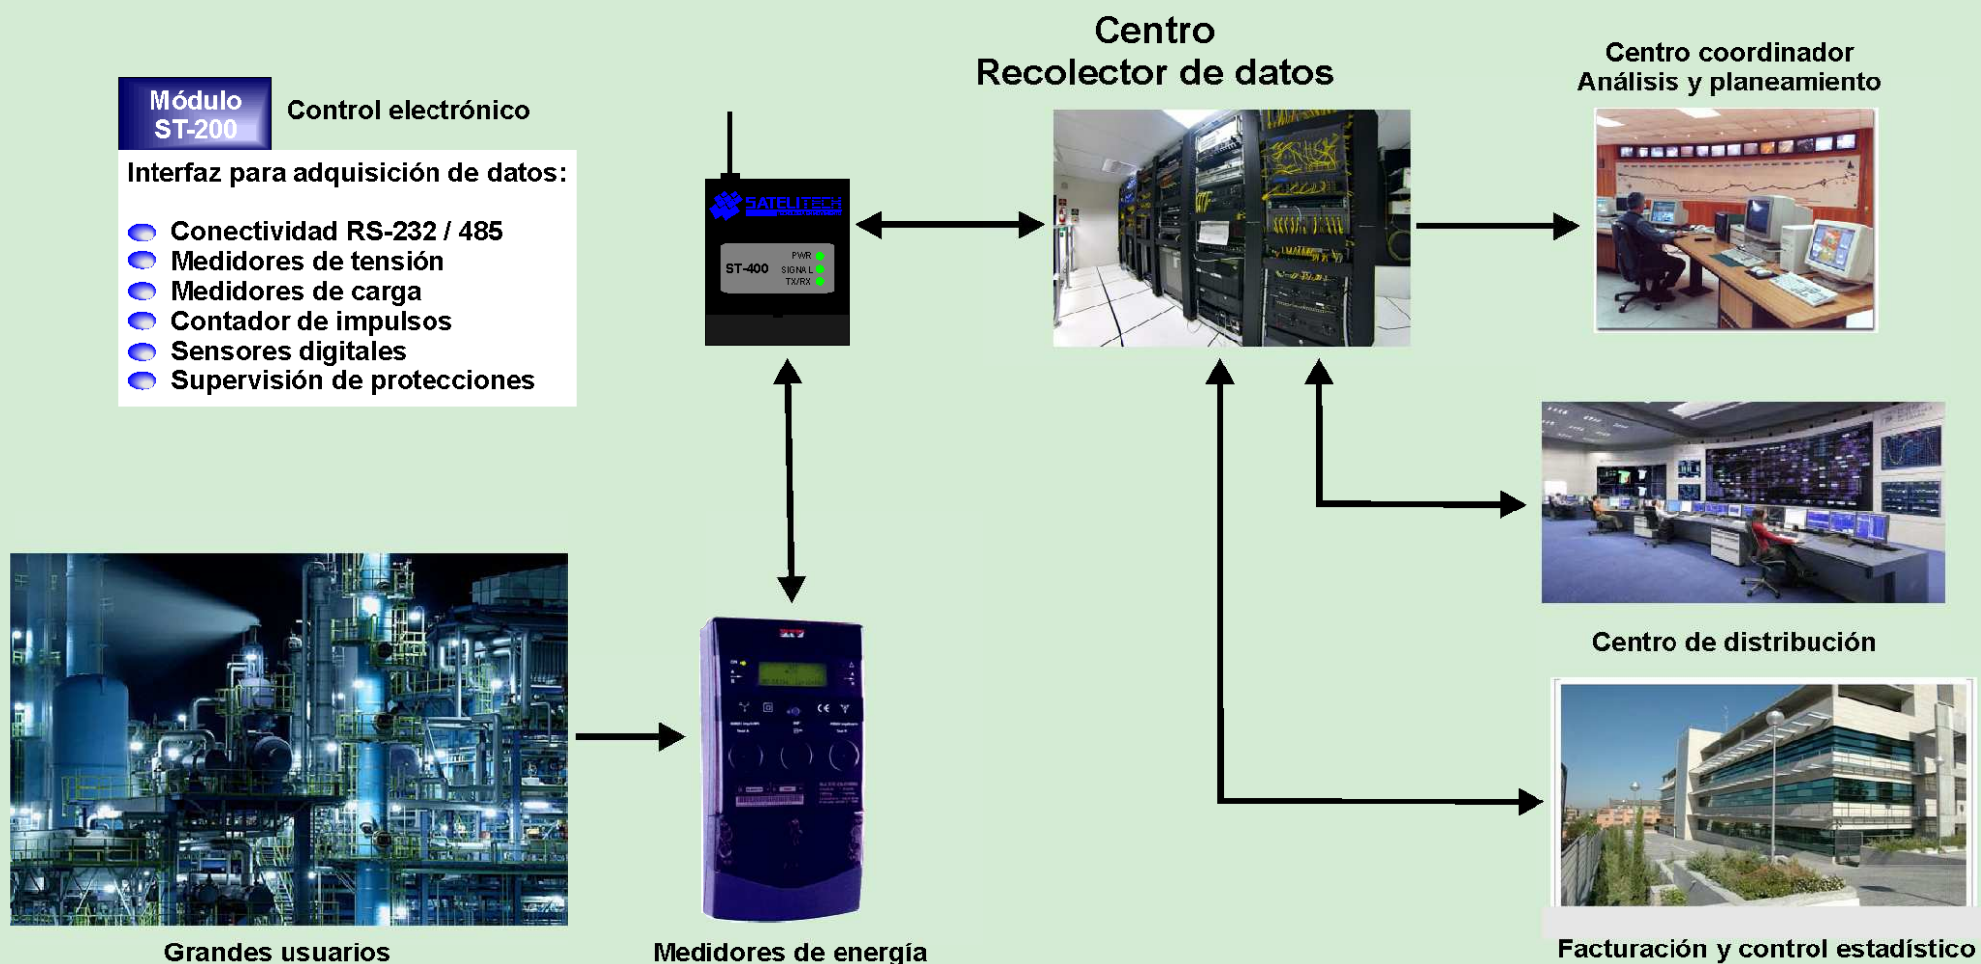 Centro
Recolector de datos
Centro coordinador
Análisis y planeamiento
Módulo
ST-200
Control electrónico
Interfaz para adquisición de datos:
Conectividad RS-232 / 485
Medidores de tensión
Medidores de carga
Contador de impulsos
Sensores digitales
Supervisión de protecciones
SATELITECH
ST-400
PWR
SIGNAL
TX/RX
Centro de distribución
Grandes usuarios
Medidores de energía
Facturación y control estadístico